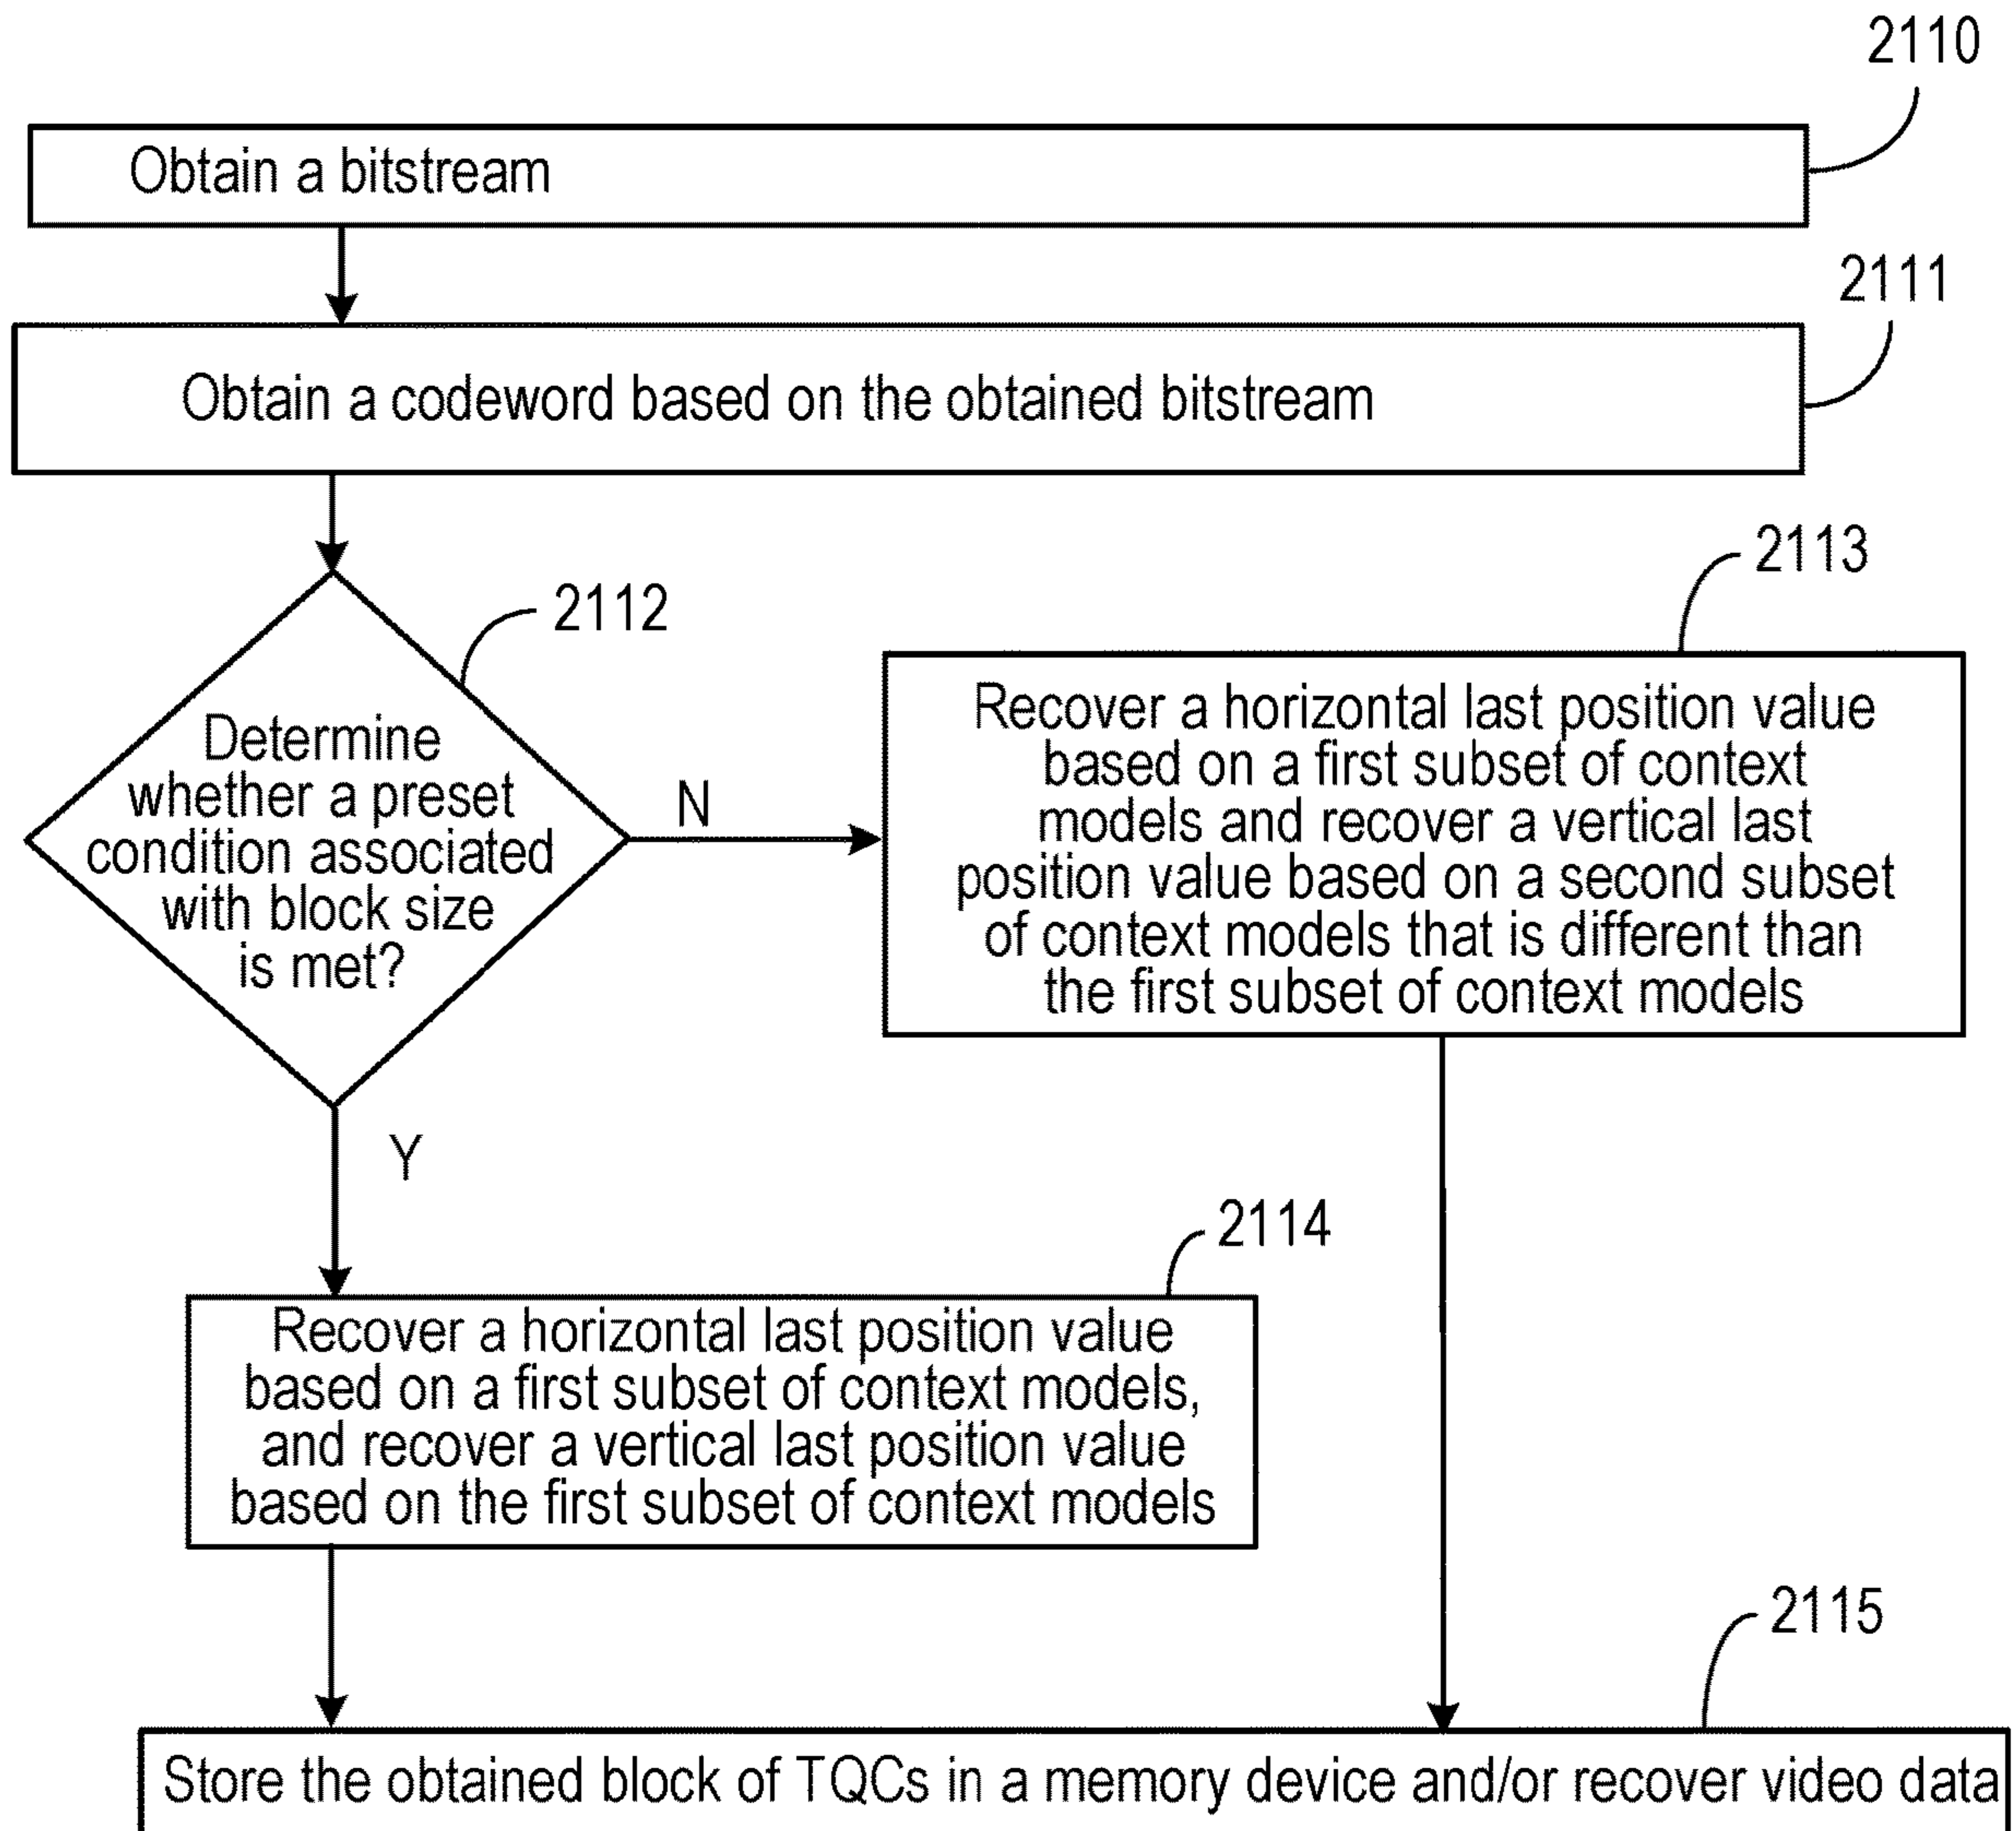 2110
Obtain a bitstream
2111
Obtain a codeword based on the obtained bitstream
2112
Determine
whether a preset
condition associated
with block size
is met?
N
2113
Recover a horizontal last position value
based on a first subset of context
models and recover a vertical last
position value based on a second subset
of context models that is different than
the first subset of context models
Y
2114
Recover a horizontal last position value
based on a first subset of context models,
and recover a vertical last position value
based on the first subset of context models
2115
Store the obtained block of TQCs in a memory device and/or recover video data